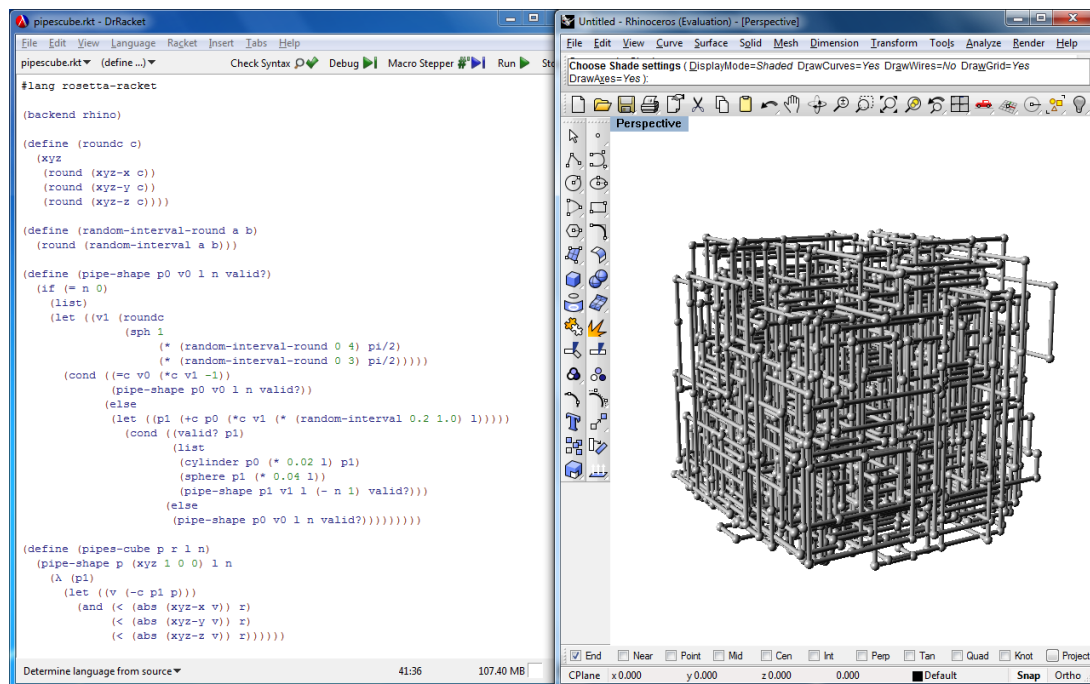 pipescube.rkt - DrRacket
File Edit View Language Racket Insert Tabs Help
pipescube.rkt▼ (define ...)▼ Check Syntax Debug Macro Stepper Run
#lang rosetta-racket
(backend rhino)
(define (roundc c)
(xyz
(round (xyz-x c))
(round (xyz-y c))
(round (xyz-z c))))
(define (random-interval-round a b)
(round (random-interval a b)))
(define (pipe-shape p0 v0 l n valid?)
(if (= n 0)
(list)
(let ((v1 (roundc
(sph 1
(* (random-interval-round 0 4) pi/2)
(* (random-interval-round 0 3) pi/2)))))
(cond ((=c v0 (*c v1 -1))
(pipe-shape p0 v0 l n valid?))
(else
(let ((p1 (+c p0 (*c v1 (* (random-interval 0.2 1.0) l)))))
(cond ((valid? p1)
(list
(cylinder p0 (* 0.02 l) p1)
(sphere p1 (* 0.04 l))
(pipe-shape p1 v1 l (- n 1) valid?)))
(else
(pipe-shape p0 v0 l n valid?)))))))))
(define (pipes-cube p r l n)
(pipe-shape p (xyz 1 0 0) l n
(λ (p1)
(let ((v (-c p1 p)))
(and (< (abs (xyz-x v)) r)
(< (abs (xyz-y v)) r)
(< (abs (xyz-z v)) r))))))
Determine language from source▼ 41:36 107.40 MB
Untitled - Rhinoceros (Evaluation) - [Perspective]
File Edit View Curve Surface Solid Mesh Dimension Transform Tools Analyze Render Help
Choose Shade settings ( DisplayMode=Shaded DrawCurves=Yes DrawWires=No DrawGrid=Yes
DrawAxes=Yes ):
Perspective
End Near Point Mid Cen Int Perp Tan Quad Knot Project
CPlane x 0.000 y 0.000 z 0.000 0.000 Default Snap Ortho